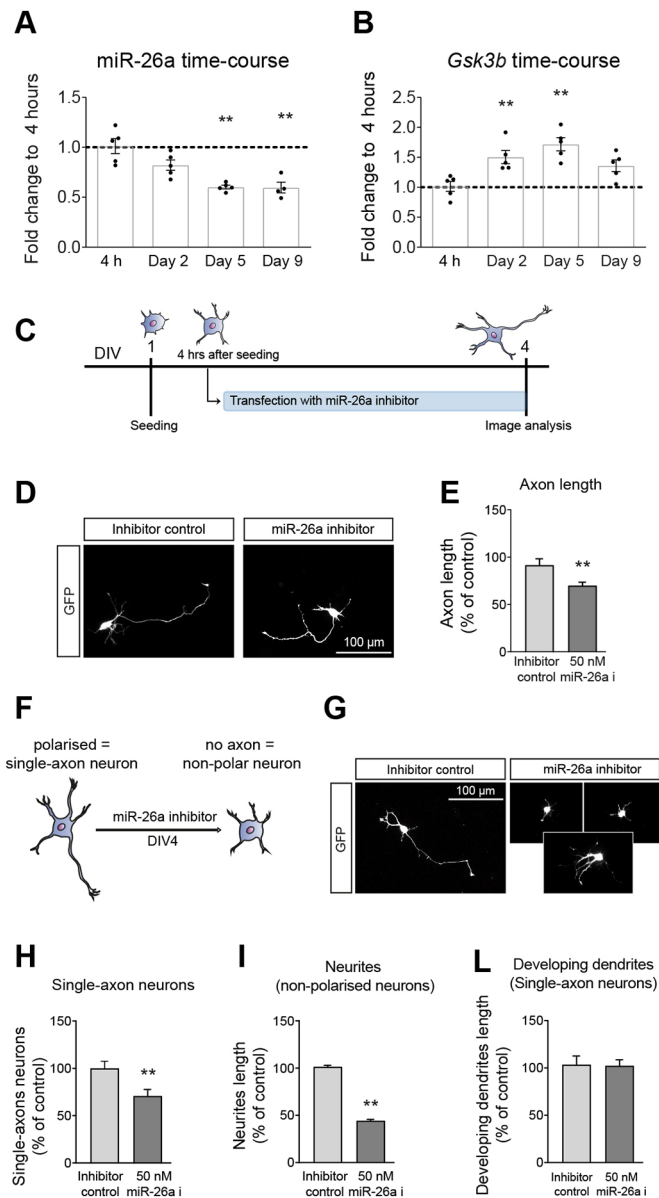 A
miR-26a time-course
Fold change to 4 hours
1.5
1.0
0.5
0.0
**
**
4 h
Day 2
Day 5
Day 9
B
Gsk3b time-course
Fold change to 4 hours
2.5
2.0
1.5
1.0
0.5
0.0
**
**
4 h
Day 2
Day 5
Day 9
C
DIV
1
4 hrs after seeding
4
Transfection with miR-26a inhibitor
Seeding
Image analysis
D
Inhibitor control
miR-26a inhibitor
GFP
100 µm
E
Axon length
Axon length
(% of control)
150
100
50
0
**
Inhibitor
control
50 nM
miR-26a i
F
polarised =
single-axon neuron
no axon =
non-polar neuron
miR-26a inhibitor
DIV4
G
Inhibitor control
miR-26a inhibitor
GFP
100 µm
H
Single-axon neurons
Single-axons neurons
(% of control)
150
100
50
0
**
Inhibitor
control
50 nM
miR-26a i
I
Neurites
(non-polarised neurons)
Neurites length
(% of control)
150
100
50
0
**
Inhibitor
control
50 nM
miR-26a i
L
Developing dendrites
(Single-axon neurons)
Developing dendrites length
(% of control)
150
100
50
0
Inhibitor
control
50 nM
miR-26a i